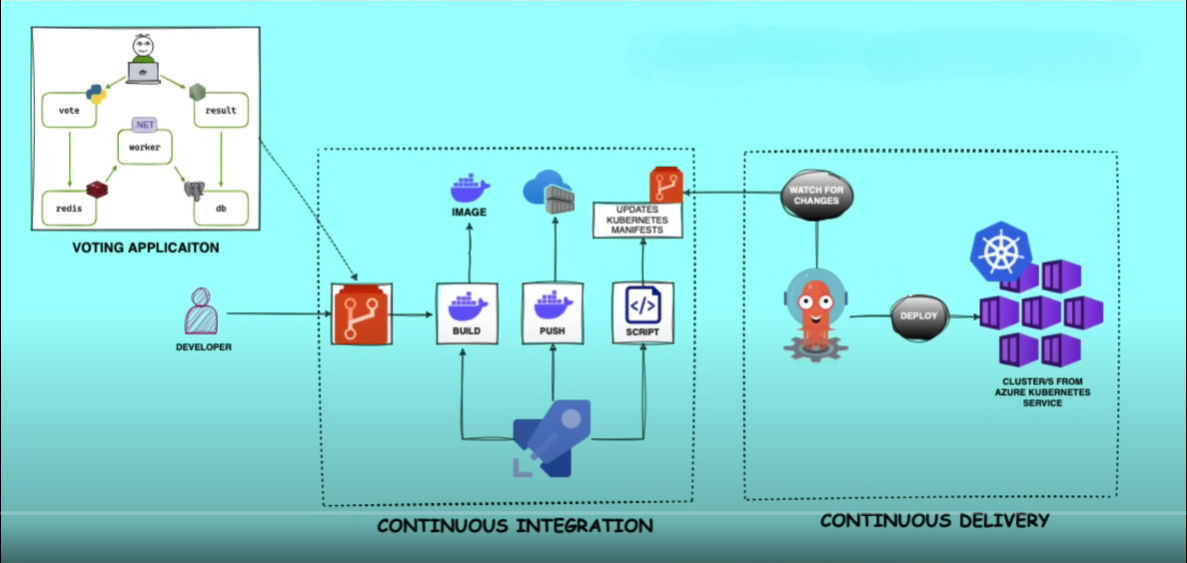 vote
result
.NET
worker
redis
db
VOTING APPLICAITON
DEVELOPER
IMAGE
UPDATES
KUBERNETES
MANIFESTS
BUILD
PUSH
</>
SCRIPT
CONTINUOUS INTEGRATION
WATCH FOR
CHANGES
DEPLOY
CLUSTER/S FROM
AZURE KUBERNETES
SERVICE
CONTINUOUS DELIVERY